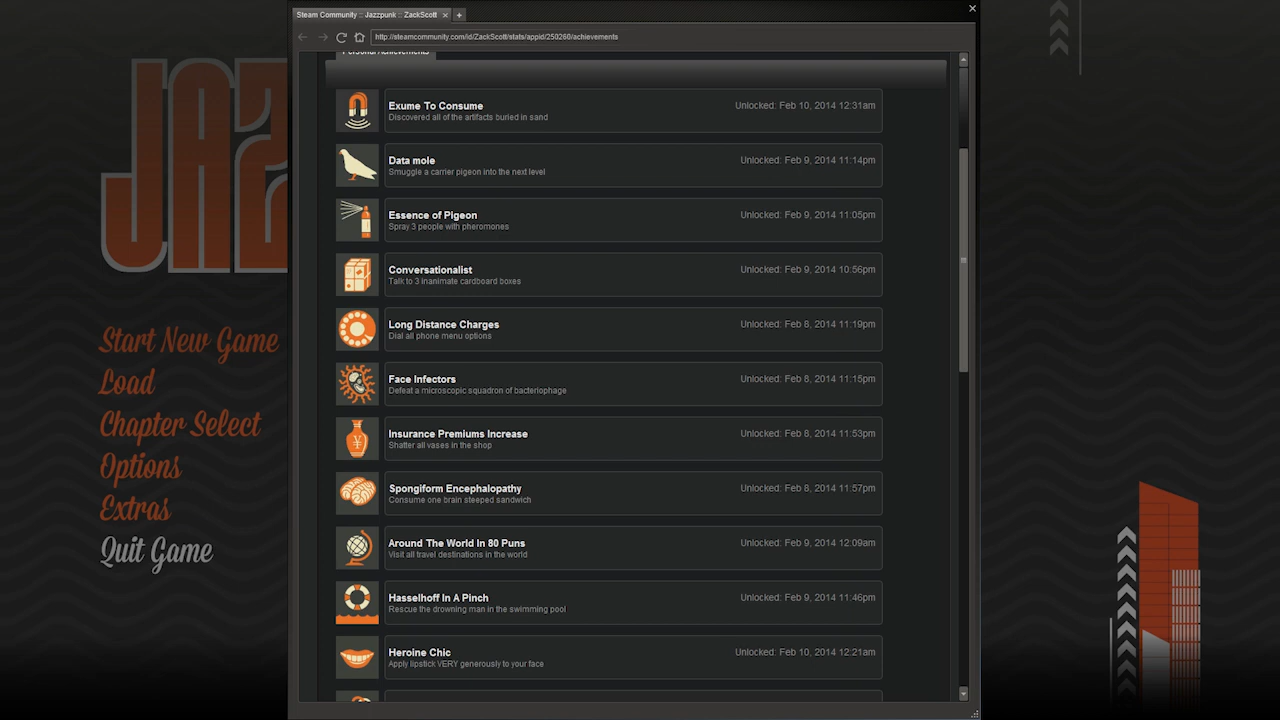 Steam Community :: Jazzpunk :: ZackScott
http://steamcommunity.com/id/ZackScott/stats/appid/250260/achievements
Personal Achievements
Exume To Consume
Unlocked: Feb 10, 2014 12:31am
Discovered all of the artifacts buried in sand
Data mole
Unlocked: Feb 9, 2014 11:14pm
Smuggle a carrier pigeon into the next level
Essence of Pigeon
Unlocked: Feb 9, 2014 11:05pm
Spray 3 people with pheromones
Conversationalist
Unlocked: Feb 9, 2014 10:56pm
Talk to 3 inanimate cardboard boxes
Long Distance Charges
Unlocked: Feb 8, 2014 11:19pm
Dial all phone menu options
Face Infectors
Unlocked: Feb 8, 2014 11:15pm
Defeat a microscopic squadron of bacteriophage
Insurance Premiums Increase
Unlocked: Feb 8, 2014 11:53pm
Shatter all vases in the shop
Spongiform Encephalopathy
Unlocked: Feb 8, 2014 11:57pm
Consume one brain steeped sandwich
Around The World In 80 Puns
Unlocked: Feb 9, 2014 12:09am
Visit all travel destinations in the world
Hasselhoff In A Pinch
Unlocked: Feb 9, 2014 11:46pm
Rescue the drowning man in the swimming pool
Heroine Chic
Unlocked: Feb 10, 2014 12:21am
Apply lipstick VERY generously to your face
JAZ
Start New Game
Load
Chapter Select
Options
Extras
Quit Game